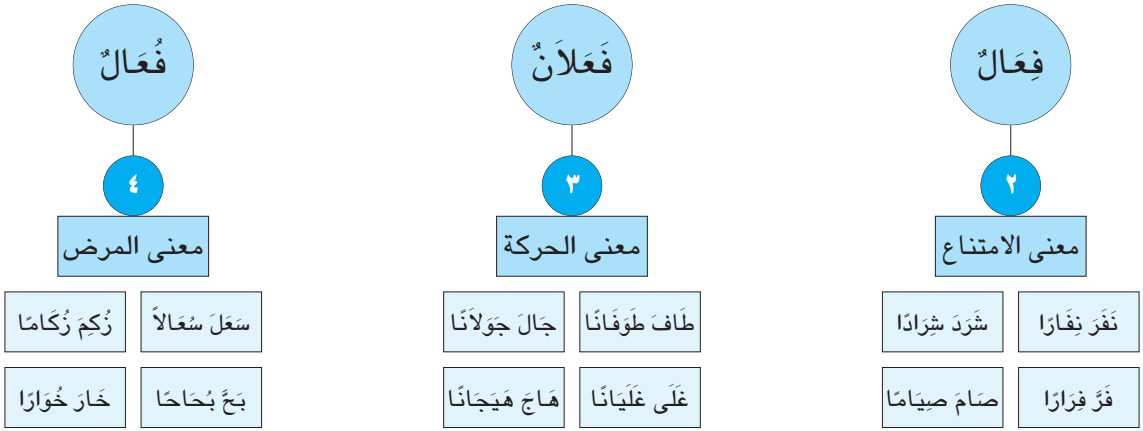 فِعَالٌ
٢
معنى الامتناع
نَفَر نِفَارًا
شَرَدَ شِرَادًا
فَرَّ فِرَارًا
صَامَ صِيَامًا
فَعَلاَنٌ
٣
معنى الحركة
طَافَ طَوَفَانًا
جَالَ جَوَلاَنًا
غَلَى غَلَيَانًا
هَاجَ هَيَجَانًا
فُعَالٌ
٤
معنى المرض
سَعَلَ سُعَالاً
زُكِمَ زُكَامًا
بَحَّ بُحَاحًا
خَارَ خُوَارًا